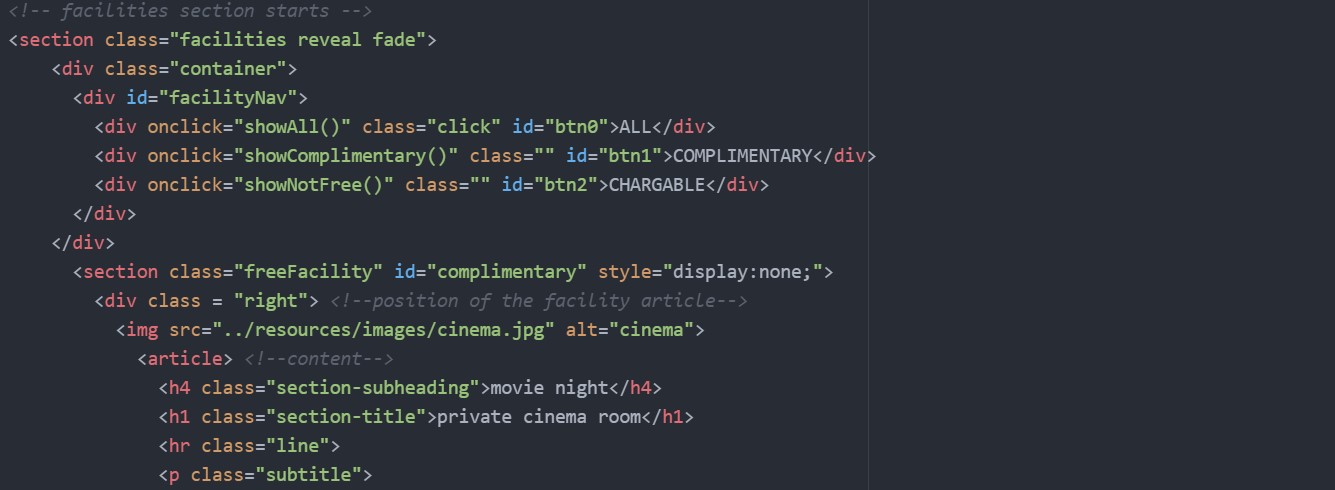 <!-- facilities section starts -->
<section class="facilities reveal fade">
    <div class="container">
      <div id="facilityNav">
        <div onclick="showAll()" class="click" id="btn0">ALL</div>
        <div onclick="showComplimentary()" class="" id="btn1">COMPLIMENTARY</div>
        <div onclick="showNotFree()" class="" id="btn2">CHARGABLE</div>
      </div>
    </div>
      <section class="freeFacility" id="complimentary" style="display:none;">
        <div class = "right"> <!--position of the facility article-->
          <img src="../resources/images/cinema.jpg" alt="cinema">
            <article> <!--content-->
              <h4 class="section-subheading">movie night</h4>
              <h1 class="section-title">private cinema room</h1>
              <hr class="line">
              <p class="subtitle">